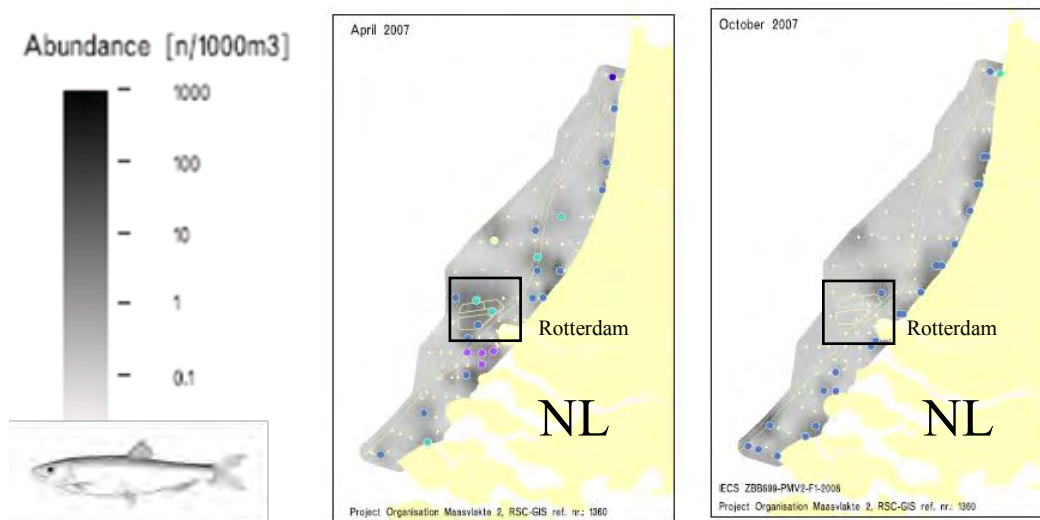 Abundance [n/1000m3]
1000
100
10
1
0.1
April 2007
Rotterdam
NL
Project Organisation Maasvlakte 2, RSC-GIS ref. nr.: 1360
October 2007
Rotterdam
NL
IECS ZBB699-PMV2-F1-2008
Project Organisation Maasvlakte 2, RSC-GIS ref. nr.: 1360